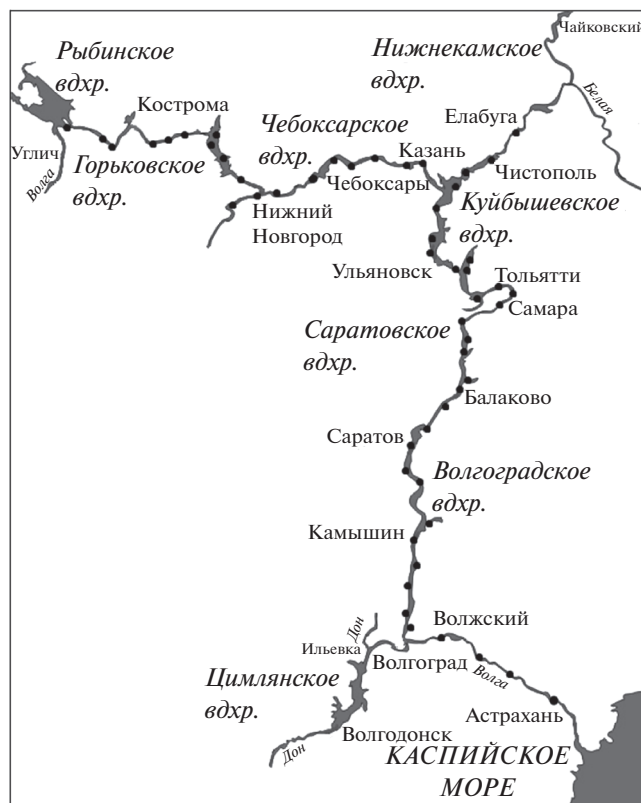 Чайковский
Рыбинское
вдхр.
Нижнекамское
вдхр.
Кострома
Белая
Чебоксарское
вдхр.
Елабуга
Углич
Волга
Горьковское
вдхр.
Казань
Чебоксары
Чистополь
Нижний
Новгород
Куйбышевское
вдхр.
Ульяновск
Тольятти
Самара
Саратовское
вдхр.
Балаково
Саратов
Волгоградское
вдхр.
Камышин
Дон
Волжский
Ильевка
Волгоград
Волга
Цимлянское
вдхр.
Астрахань
Волгодонск
Дон
КАСПИЙСКОЕ
МОРЕ